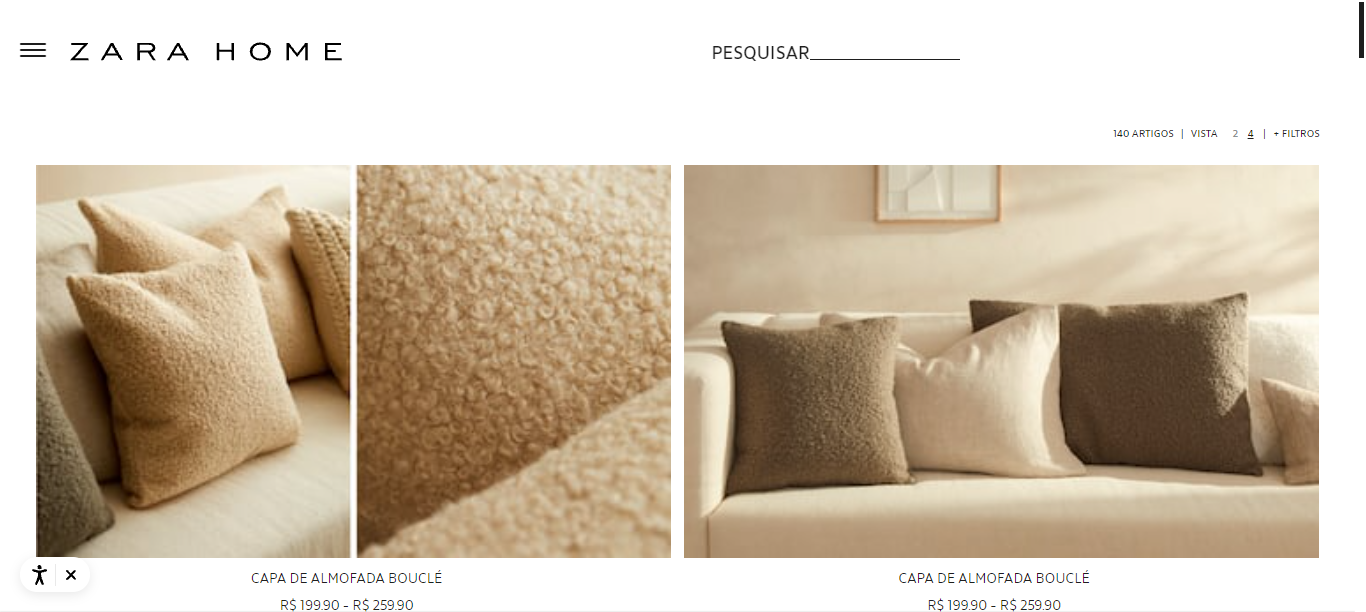 ZARA HOME
PESQUISAR
140 ARTIGOS | VISTA 2 4 | + FILTROS
CAPA DE ALMOFADA BOUCLÉ
R$ 199.90 - R$ 259.90
CAPA DE ALMOFADA BOUCLÉ
R$ 199.90 - R$ 259.90